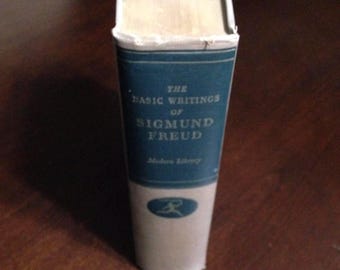 THE
BASIC WRITINGS
OF
SIGMUND
FREUD
Modern Library